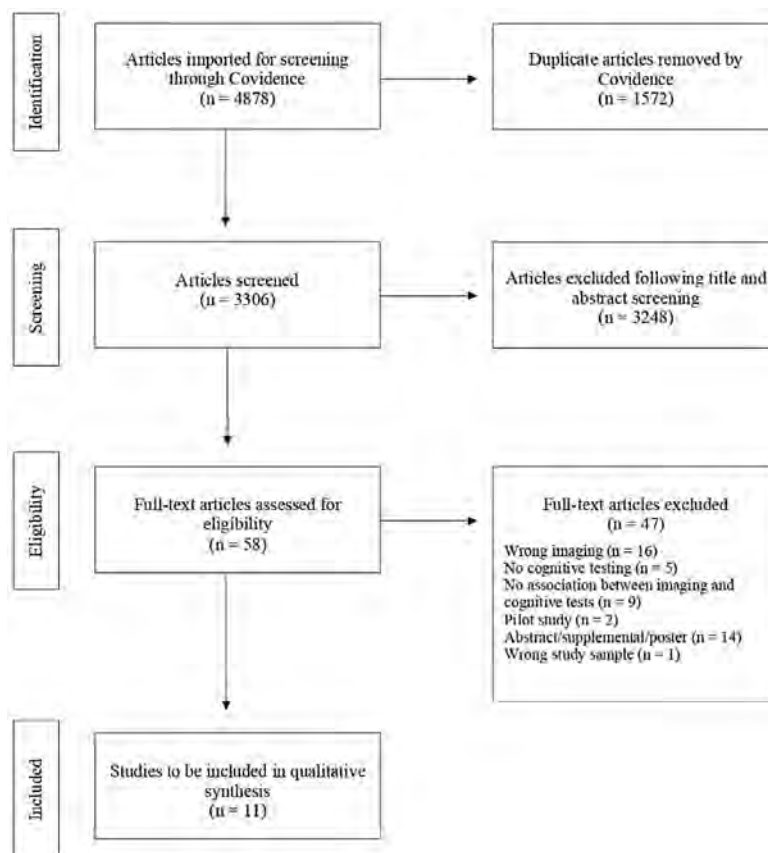 Identification
Articles imported for screening
through Covidence
(n = 4878)
Duplicate articles removed by
Covidence
(n = 1572)
Screening
Articles screened
(n = 3306)
Articles excluded following title and
abstract screening
(n = 3248)
Eligibility
Full-text articles assessed for
eligibility
(n = 58)
Full-text articles excluded
(n = 47)
Wrong imaging (n = 16)
No cognitive testing (n = 5)
No association between imaging and
cognitive tests (n = 9)
Pilot study (n = 2)
Abstract/supplemental/poster (n = 14)
Wrong study sample (n = 1)
Included
Studies to be included in qualitative
synthesis
(n = 11)